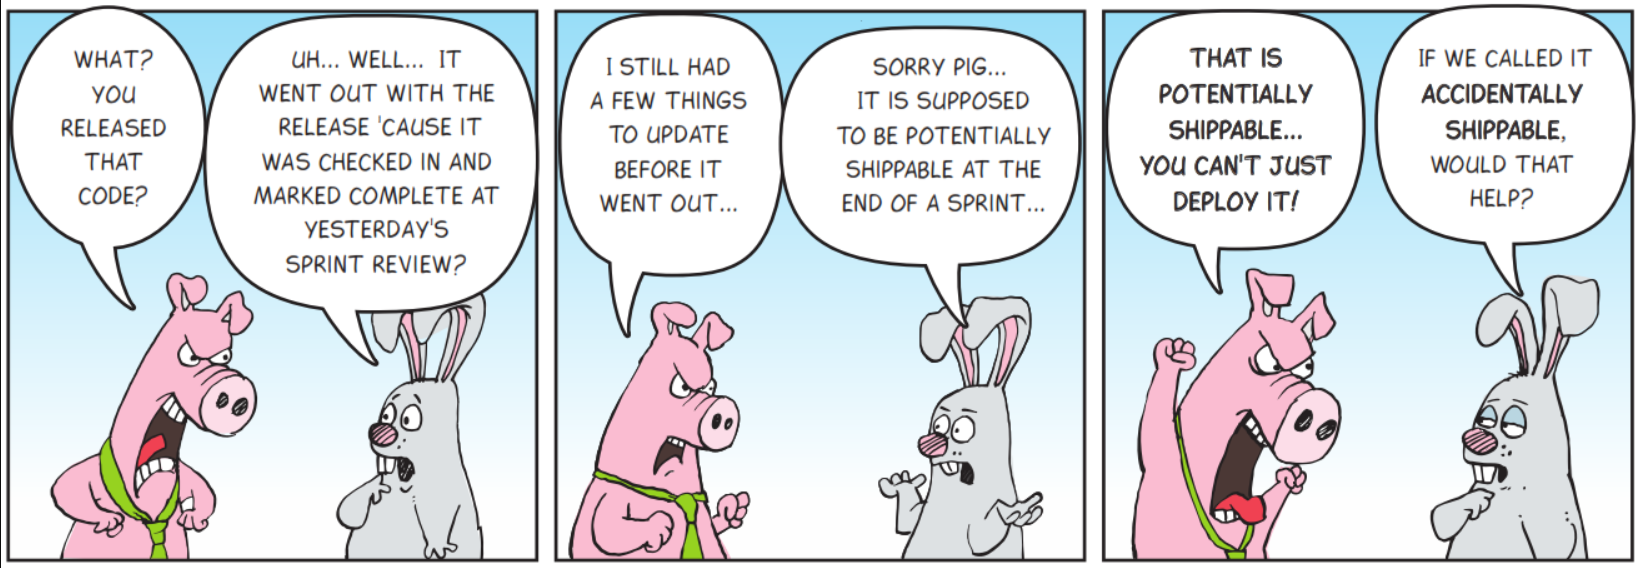 WHAT?
YOU
RELEASED
THAT
CODE?
UH... WELL... IT
WENT OUT WITH THE
RELEASE 'CAUSE IT
WAS CHECKED IN AND
MARKED COMPLETE AT
YESTERDAY'S
SPRINT REVIEW?
I STILL HAD
A FEW THINGS
TO UPDATE
BEFORE IT
WENT OUT...
SORRY PIG...
IT IS SUPPOSED
TO BE POTENTIALLY
SHIPPABLE AT THE
END OF A SPRINT...
THAT IS
POTENTIALLY
SHIPPABLE...
YOU CAN'T JUST
DEPLOY IT!
IF WE CALLED IT
ACCIDENTALLY
SHIPPABLE,
WOULD THAT
HELP?